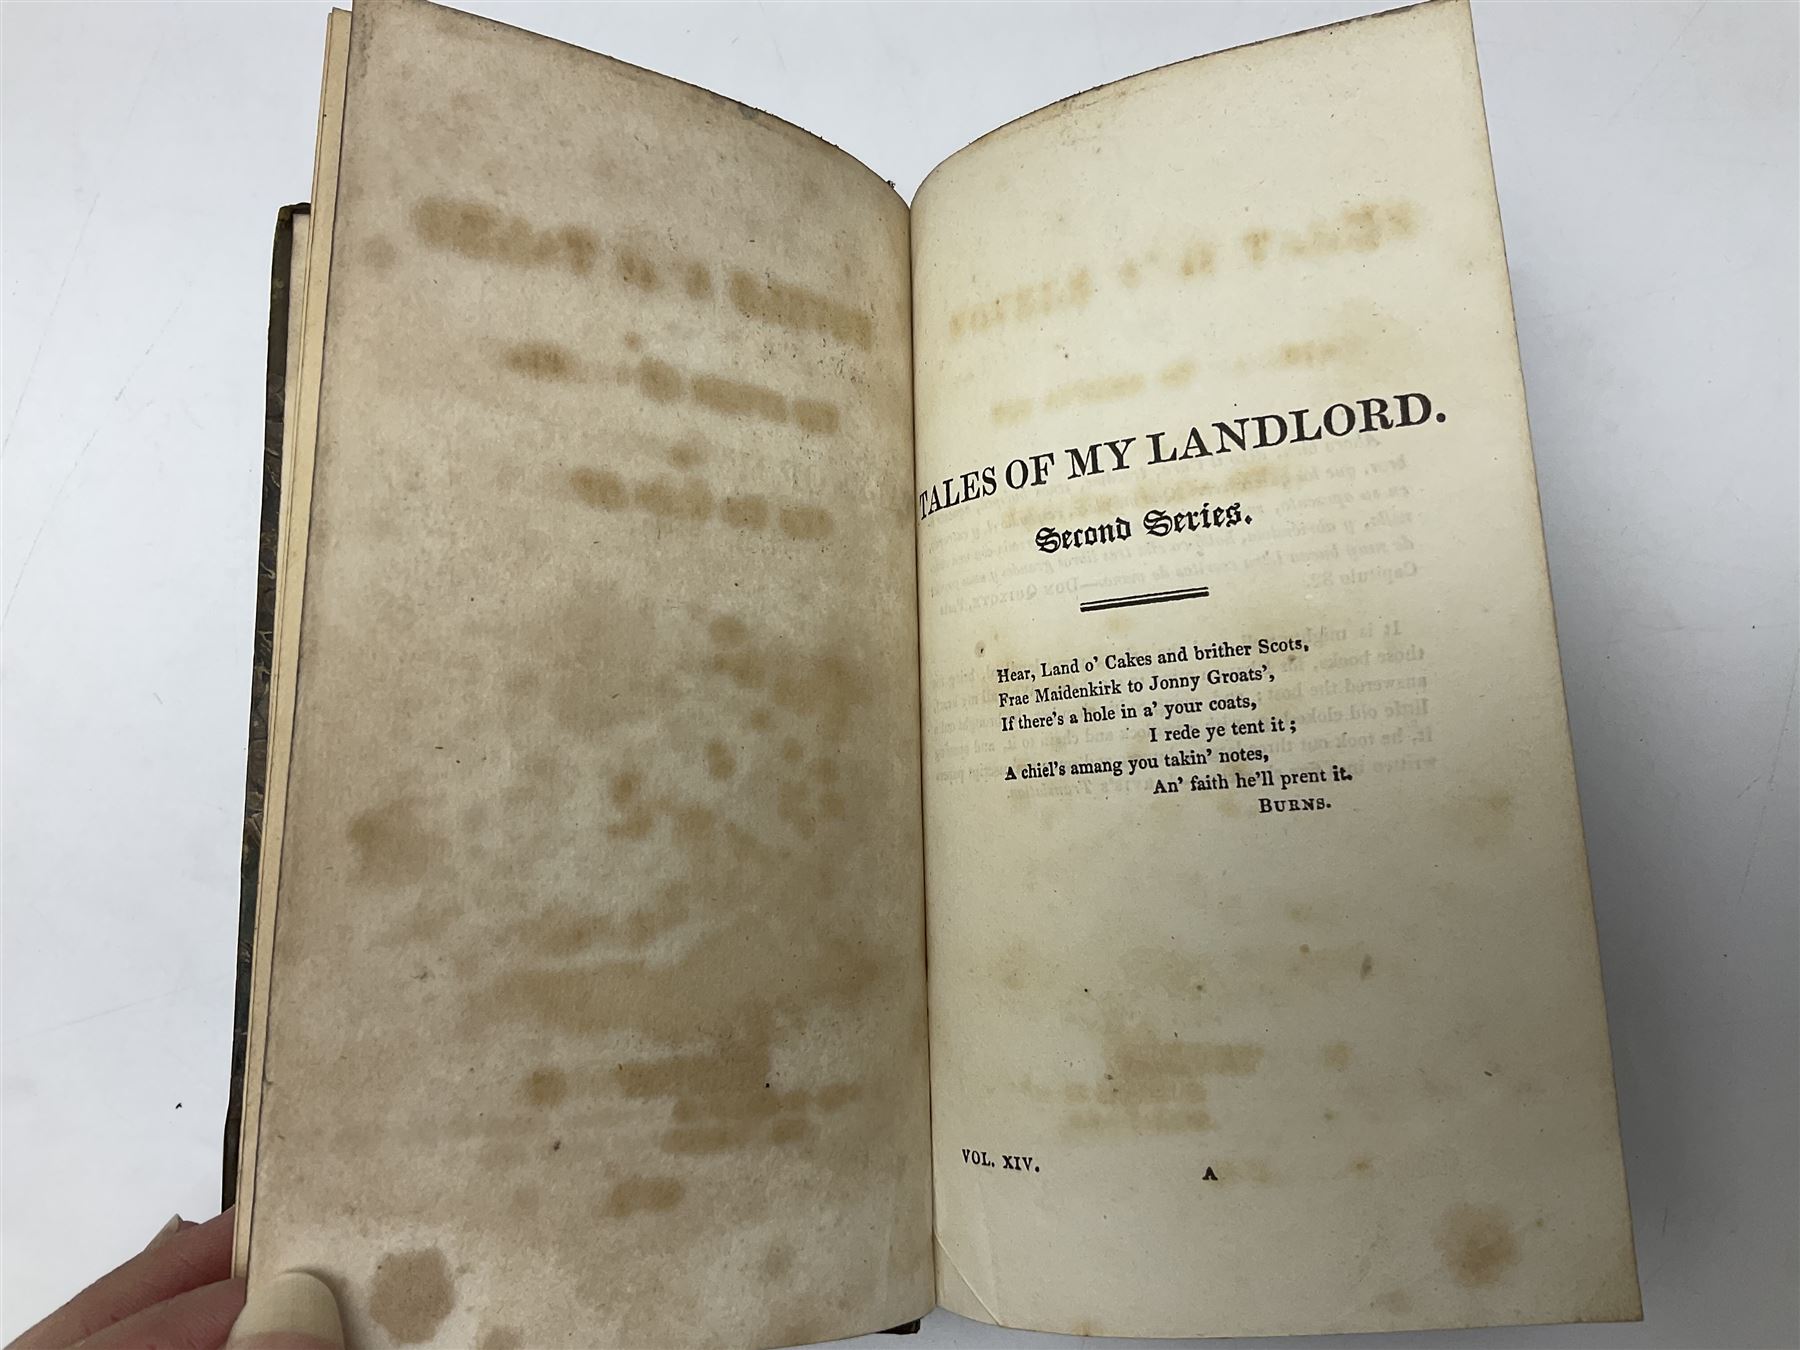 TALES OF MY LANDLORD.
Second Series.
Hear, Land o' Cakes and brither Scots,
Frae Maidenkirk to Jonny Groats',
If there's a hole in a' your coats,
I rede ye tent it;
A chiel's amang you takin' notes,
An' faith he'll prent it.
BURNS.
VOL. XIV.
A